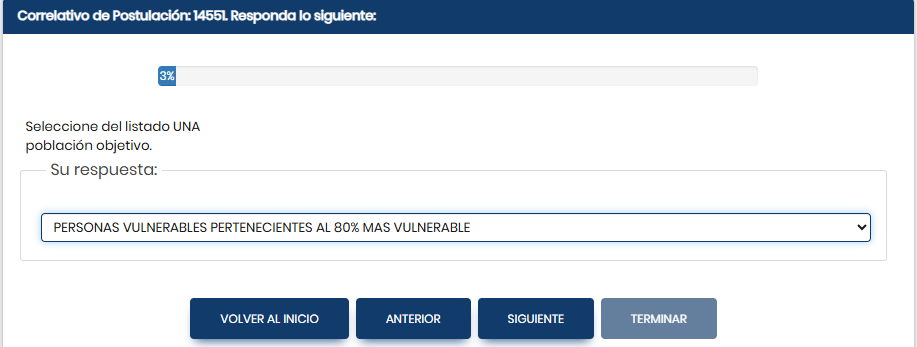 Correlativo de Postulación: 14551. Responda lo siguiente:
3%
Seleccione del listado UNA
población objetivo.
Su respuesta:
PERSONAS VULNERABLES PERTENECIENTES AL 80% MAS VULNERABLE
VOLVER AL INICIO ANTERIOR SIGUIENTE TERMINAR